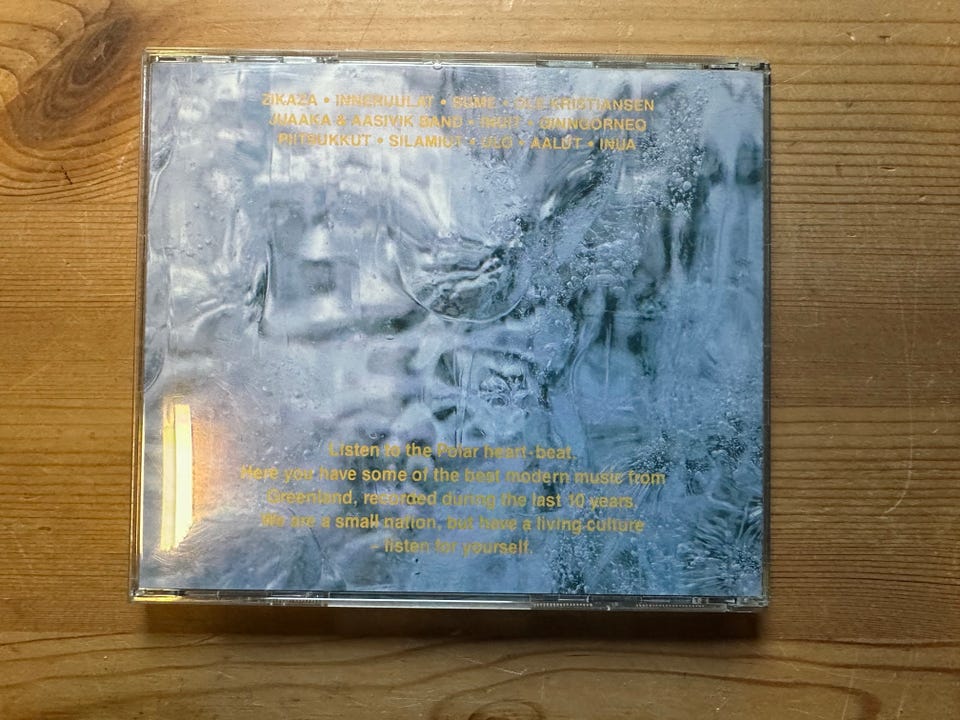 ZIKAZA • INNERUULAT • SUME • OLE KRISTIANSEN
JUAAKA & AASIVIK BAND • INUIT • QINNGORNEQ
PIITSUKKUT • SILAMIUT • ULO • AALUT • INUA
Listen to the Polar heart-beat.
Here you have some of the best modern music from
Greenland, recorded during the last 10 years.
We are a small nation, but have a living culture
- listen for yourself.